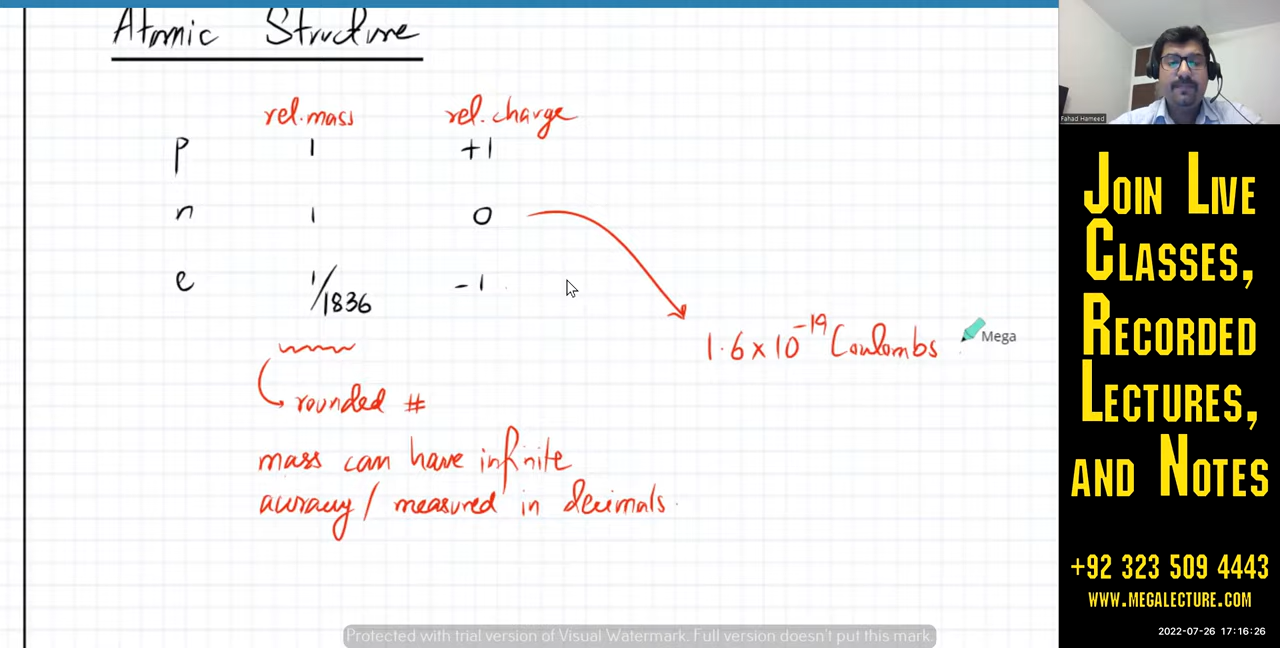 Atomic Structure
rel.mass rel.charge
p 1 +1
n 1 0
e 1/1836 -1
1.6×10⁻¹⁹ Coulombs
rounded #
mass can have infinite
accuracy / measured in decimals.
Mega
Fahad Hameed
JOIN LIVE
CLASSES,
RECORDED
LECTURES,
AND NOTES
+92 323 509 4443
WWW.MEGALECTURE.COM
2022-07-26 17:16:26
Protected with trial version of Visual Watermark. Full version doesn't put this mark.